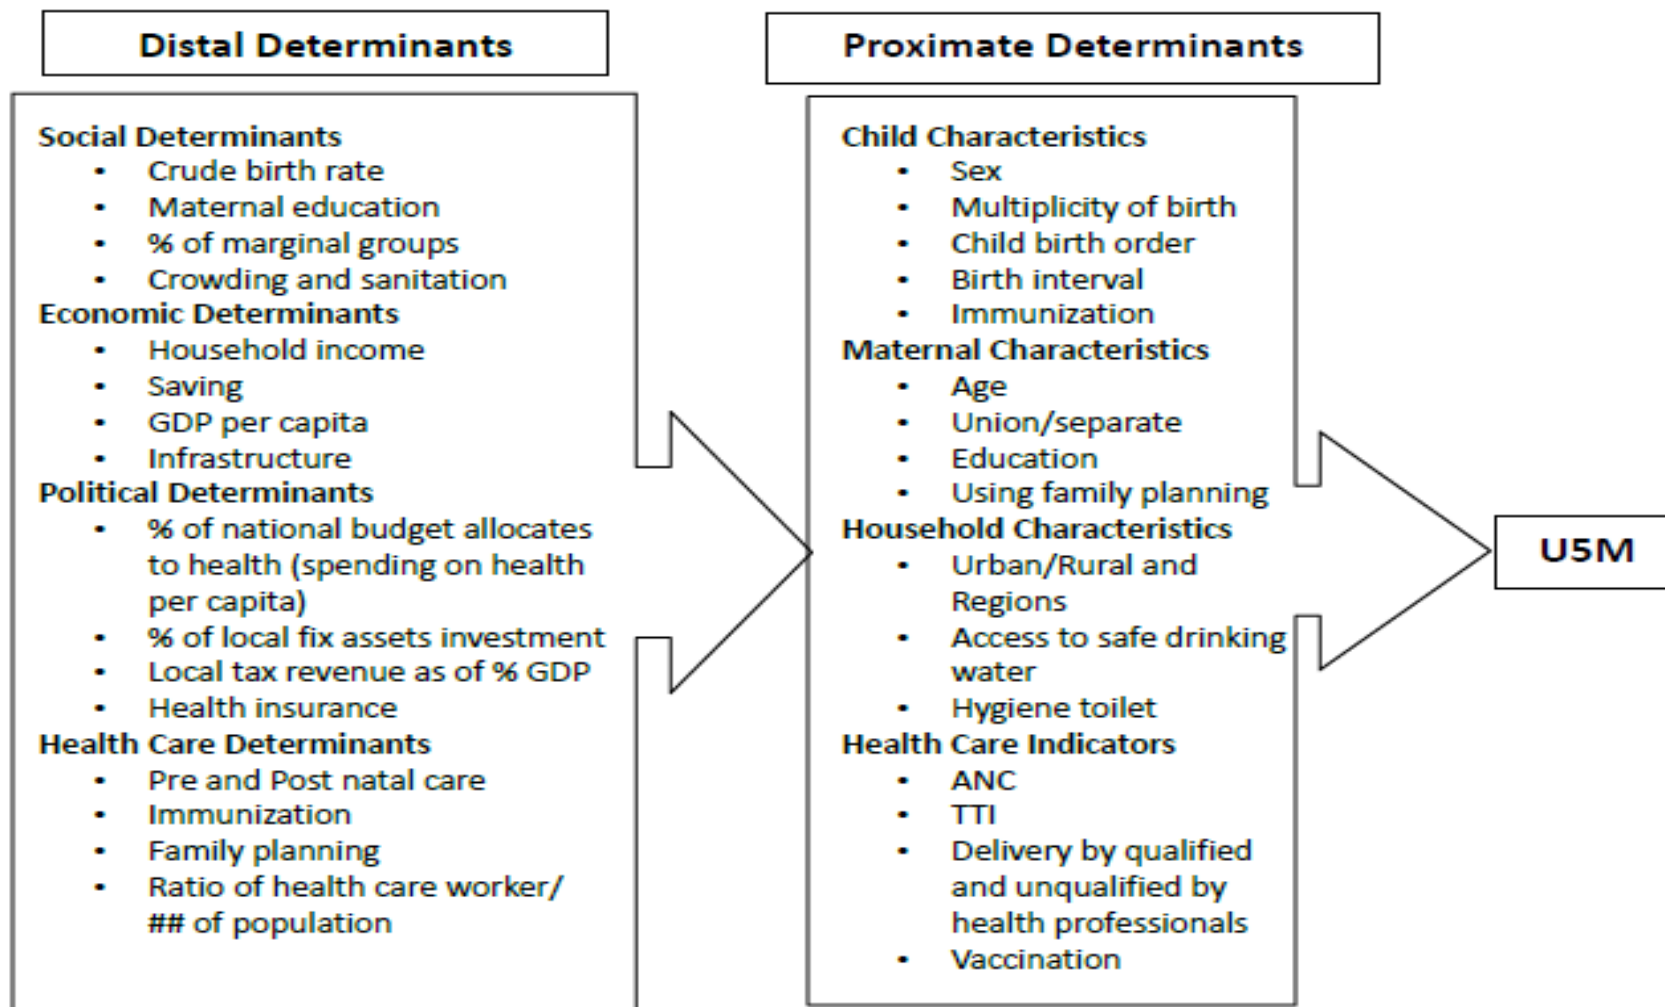 Distal Determinants
Social Determinants
• Crude birth rate
• Maternal education
• % of marginal groups
• Crowding and sanitation
Economic Determinants
• Household income
• Saving
• GDP per capita
• Infrastructure
Political Determinants
• % of national budget allocates
to health (spending on health
per capita)
• % of local fix assets investment
• Local tax revenue as of % GDP
• Health insurance
Health Care Determinants
• Pre and Post natal care
• Immunization
• Family planning
• Ratio of health care worker/
## of population
Proximate Determinants
Child Characteristics
• Sex
• Multiplicity of birth
• Child birth order
• Birth interval
• Immunization
Maternal Characteristics
• Age
• Union/separate
• Education
• Using family planning
Household Characteristics
• Urban/Rural and
Regions
• Access to safe drinking
water
• Hygiene toilet
Health Care Indicators
• ANC
• TTI
• Delivery by qualified
and unqualified by
health professionals
• Vaccination
U5M